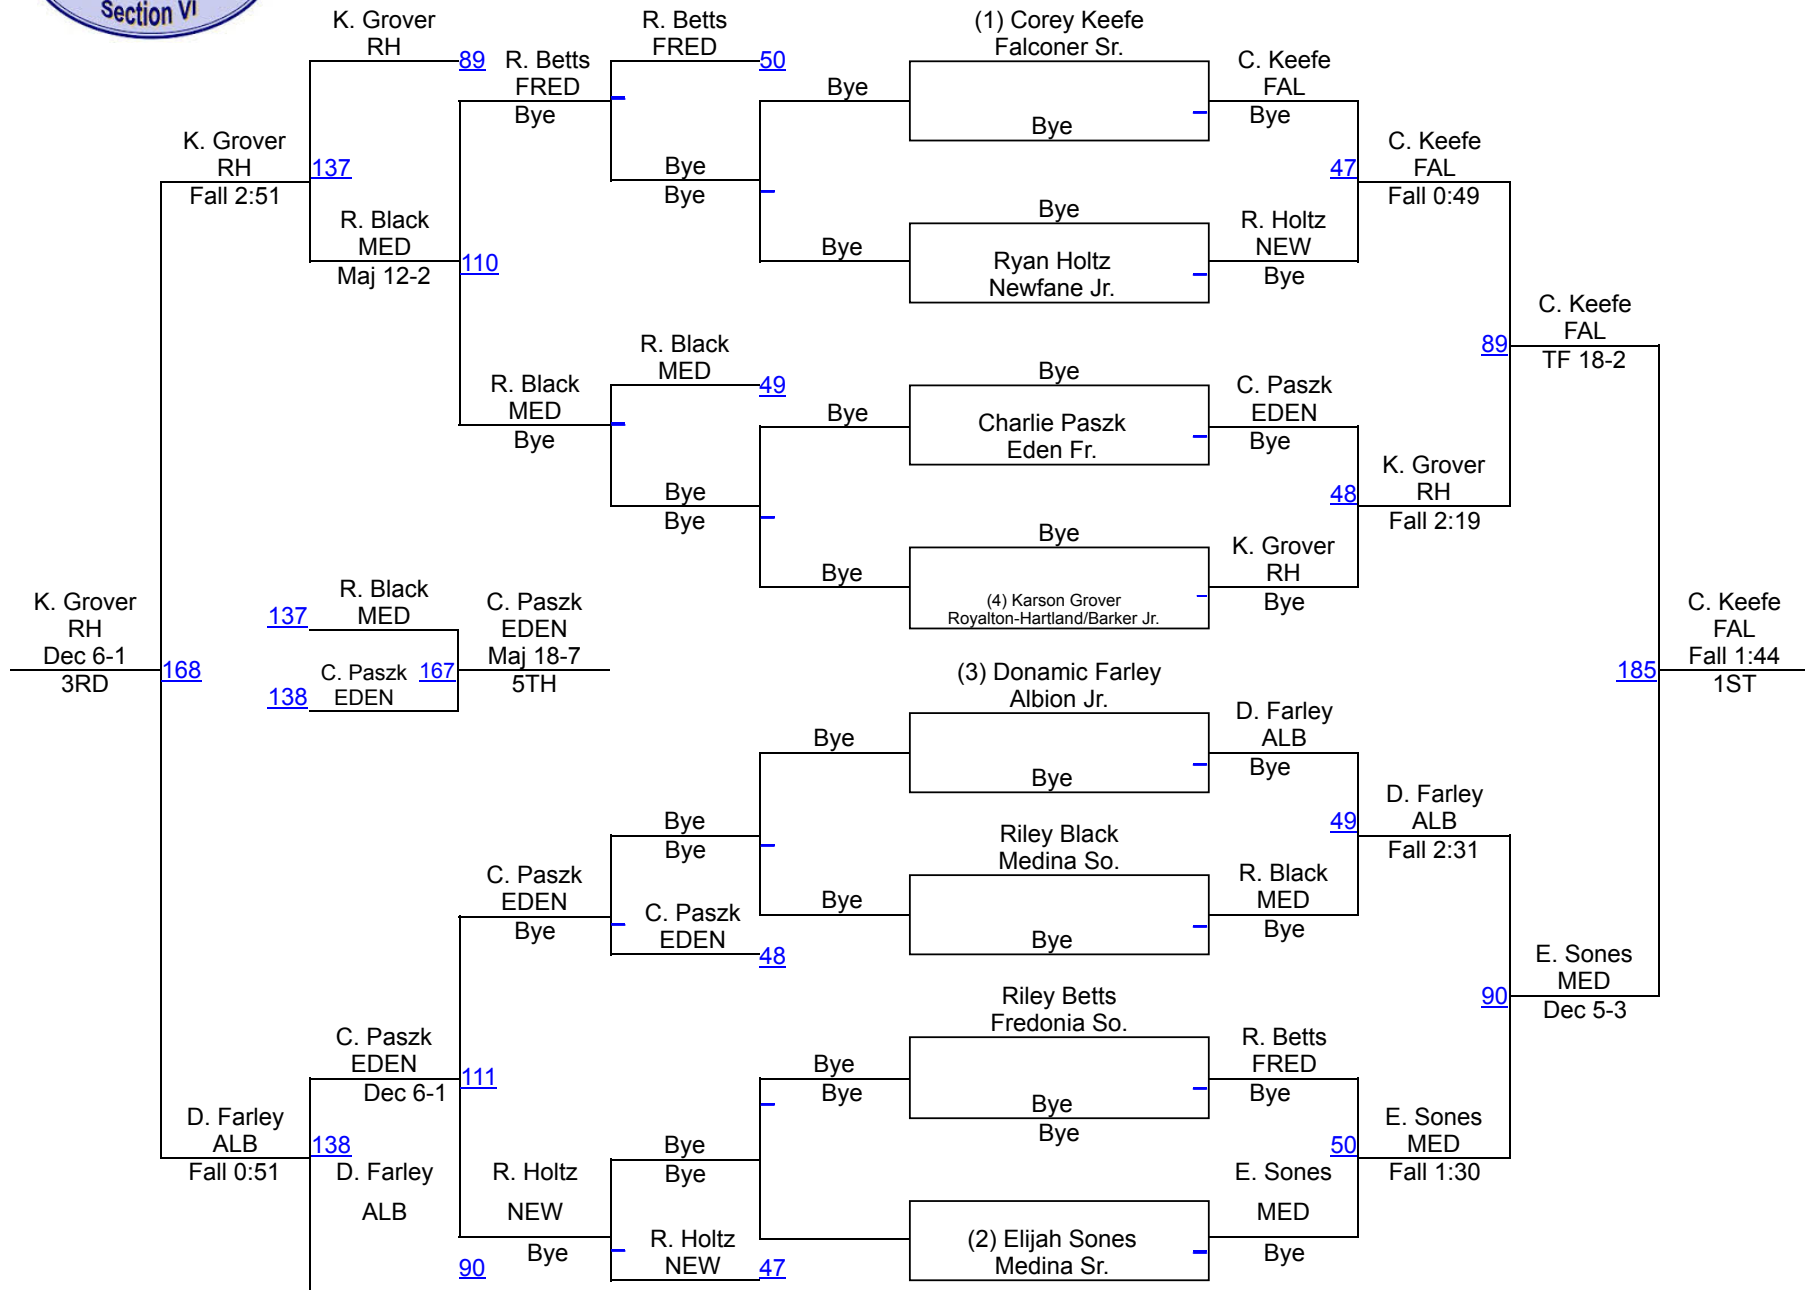 Section VI
K. Grover
RH
89
R. Betts
FRED
Bye
R. Betts
FRED
50
(1) Corey Keefe
Falconer Sr.
Bye
Bye
C. Keefe
FAL
Bye
K. Grover
RH
Fall 2:51
137
Bye
Bye
47
C. Keefe
FAL
Fall 0:49
R. Black
MED
Maj 12-2
110
Bye
Bye
Ryan Holtz
Newfane Jr.
R. Holtz
NEW
Bye
C. Keefe
FAL
TF 18-2
89
R. Black
MED
Bye
R. Black
MED
49
Bye
Bye
Charlie Paszk
Eden Fr.
C. Paszk
EDEN
Bye
Bye
Bye
48
K. Grover
RH
Fall 2:19
Bye
Bye
(4) Karson Grover
Royalton-Hartland/Barker Jr.
K. Grover
RH
Bye
K. Grover
RH
Dec 6-1
3RD
168
137
R. Black
MED
138
C. Paszk
EDEN
167
C. Paszk
EDEN
Maj 18-7
5TH
185
C. Keefe
FAL
Fall 1:44
1ST
(3) Donamic Farley
Albion Jr.
Bye
Bye
D. Farley
ALB
Bye
Bye
Bye
49
D. Farley
ALB
Fall 2:31
Riley Black
Medina So.
Bye
Bye
R. Black
MED
Bye
C. Paszk
EDEN
Bye
C. Paszk
EDEN
48
90
E. Sones
MED
Dec 5-3
Riley Betts
Fredonia So.
Bye
Bye
Bye
Bye
R. Betts
FRED
Bye
C. Paszk
EDEN
Dec 6-1
111
D. Farley
ALB
Fall 0:51
138
D. Farley
ALB
Bye
Bye
50
E. Sones
MED
Fall 1:30
R. Holtz
NEW
Bye
90
R. Holtz
NEW
47
(2) Elijah Sones
Medina Sr.
E. Sones
MED
Bye